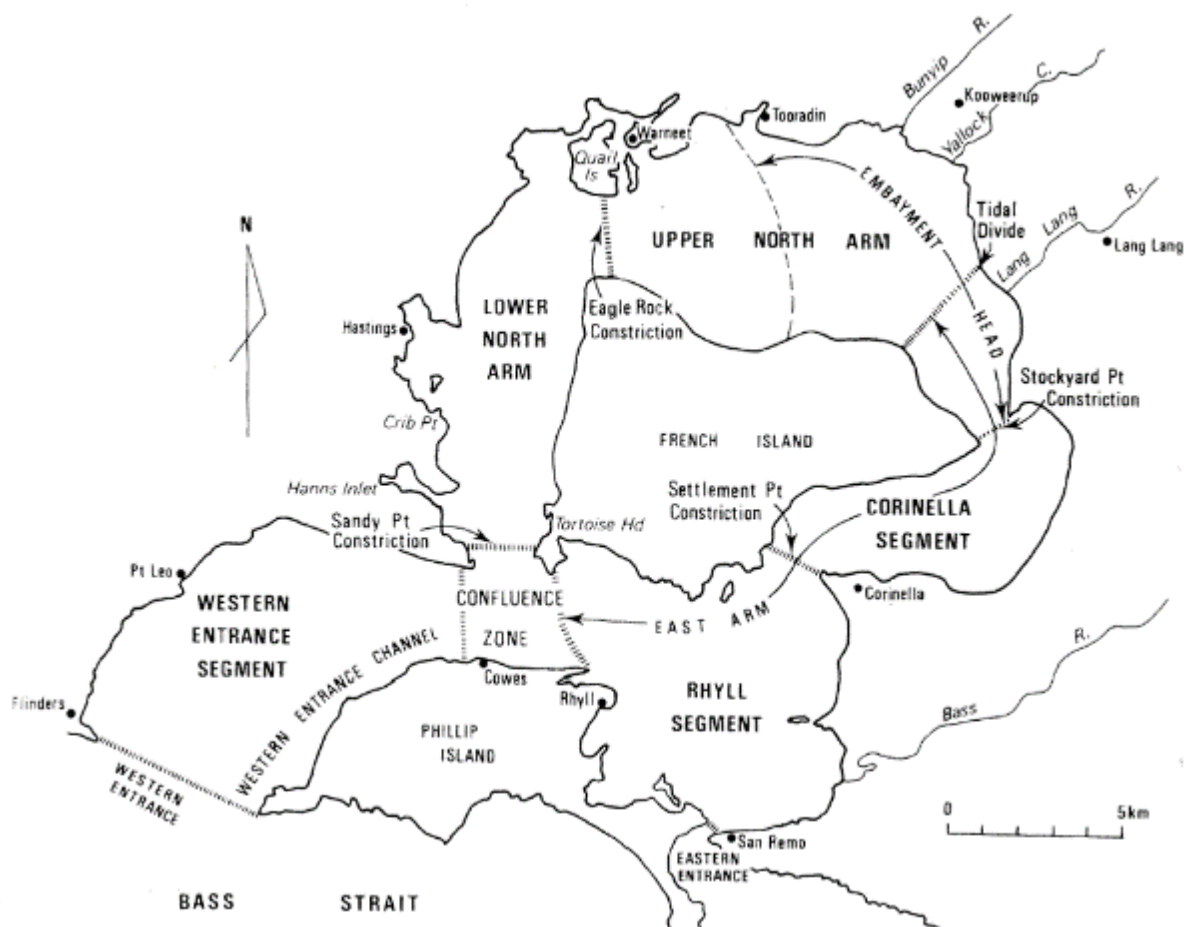 Bunyip R.
Kooweerup
Yallock C.
Tooradin
Warneet
Quail
Is
N
EMBAYMENT HEAD
Tidal
Divide
Lang Lang R.
Lang Lang
UPPER NORTH ARM
LOWER
NORTH
ARM
Eagle Rock
Constriction
Hastings
Stockyard Pt
Constriction
Crib Pt
FRENCH ISLAND
Hanns Inlet
Settlement Pt
Constriction
CORINELLA
SEGMENT
Sandy Pt
Constriction
Tortoise Hd
Pt Leo
CONFLUENCE
ZONE
Corinella
WESTERN
ENTRANCE
SEGMENT
EAST ARM
WESTERN ENTRANCE CHANNEL
Cowes
Rhyll
RHYLL
SEGMENT
Bass R.
Flinders
PHILLIP
ISLAND
WESTERN
ENTRANCE
0 5km
San Remo
EASTERN
ENTRANCE
BASS STRAIT